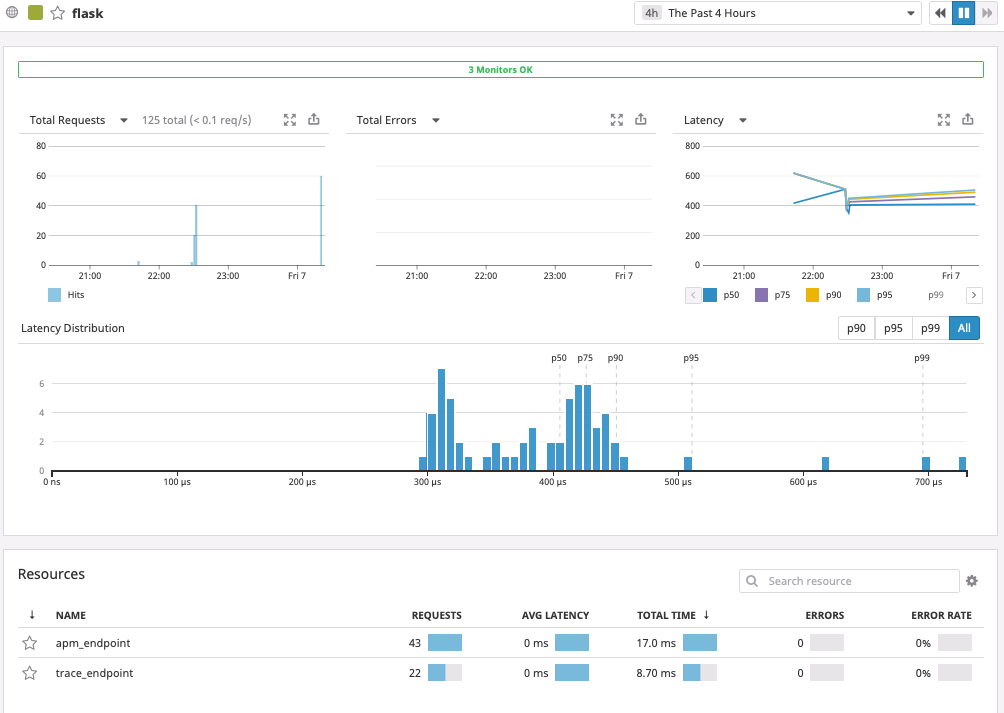 flask
4h The Past 4 Hours
3 Monitors OK
Total Requests 125 total (< 0.1 req/s)
Total Errors
Latency
80
60
40
20
0
21:00 22:00 23:00 Fri 7
Hits
21:00 22:00 23:00 Fri 7
800
600
400
200
0
21:00 22:00 23:00 Fri 7
p50 p75 p90 p95 p99
Latency Distribution
p90 p95 p99 All
p50 p75 p90 p95 p99
6
4
2
0
0 ns 100 µs 200 µs 300 µs 400 µs 500 µs 600 µs 700 µs
Resources
Search resource
↓ NAME REQUESTS AVG LATENCY TOTAL TIME ↓ ERRORS ERROR RATE
apm_endpoint 43 0 ms 17.0 ms 0 0%
trace_endpoint 22 0 ms 8.70 ms 0 0%